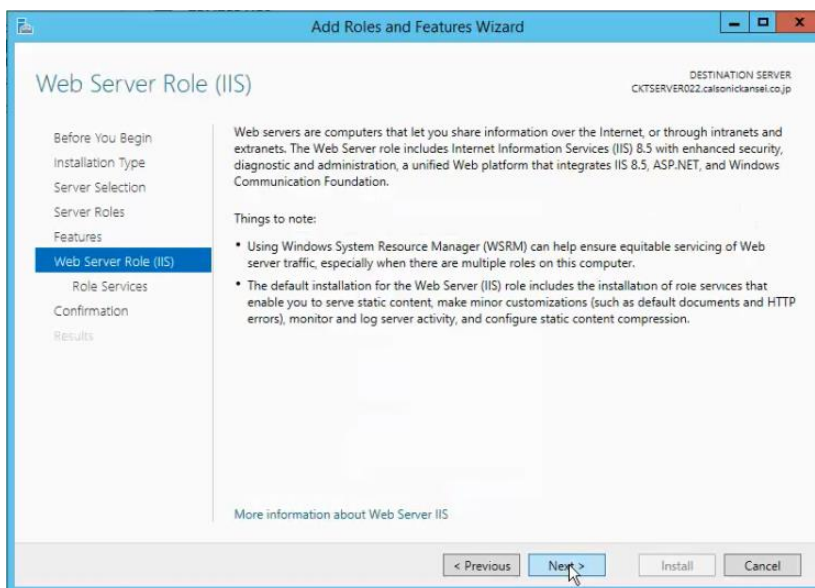 Add Roles and Features Wizard
Web Server Role (IIS)
DESTINATION SERVER
CKTSERVER022.calsonickansei.co.jp
Before You Begin
Installation Type
Server Selection
Server Roles
Features
Web Server Role (IIS)
Role Services
Confirmation
Results
Web servers are computers that let you share information over the Internet, or through intranets and
extranets. The Web Server role includes Internet Information Services (IIS) 8.5 with enhanced security,
diagnostic and administration, a unified Web platform that integrates IIS 8.5, ASP.NET, and Windows
Communication Foundation.
Things to note:
• Using Windows System Resource Manager (WSRM) can help ensure equitable servicing of Web
server traffic, especially when there are multiple roles on this computer.
• The default installation for the Web Server (IIS) role includes the installation of role services that
enable you to serve static content, make minor customizations (such as default documents and HTTP
errors), monitor and log server activity, and configure static content compression.
More information about Web Server IIS
< Previous
Next >
Install
Cancel